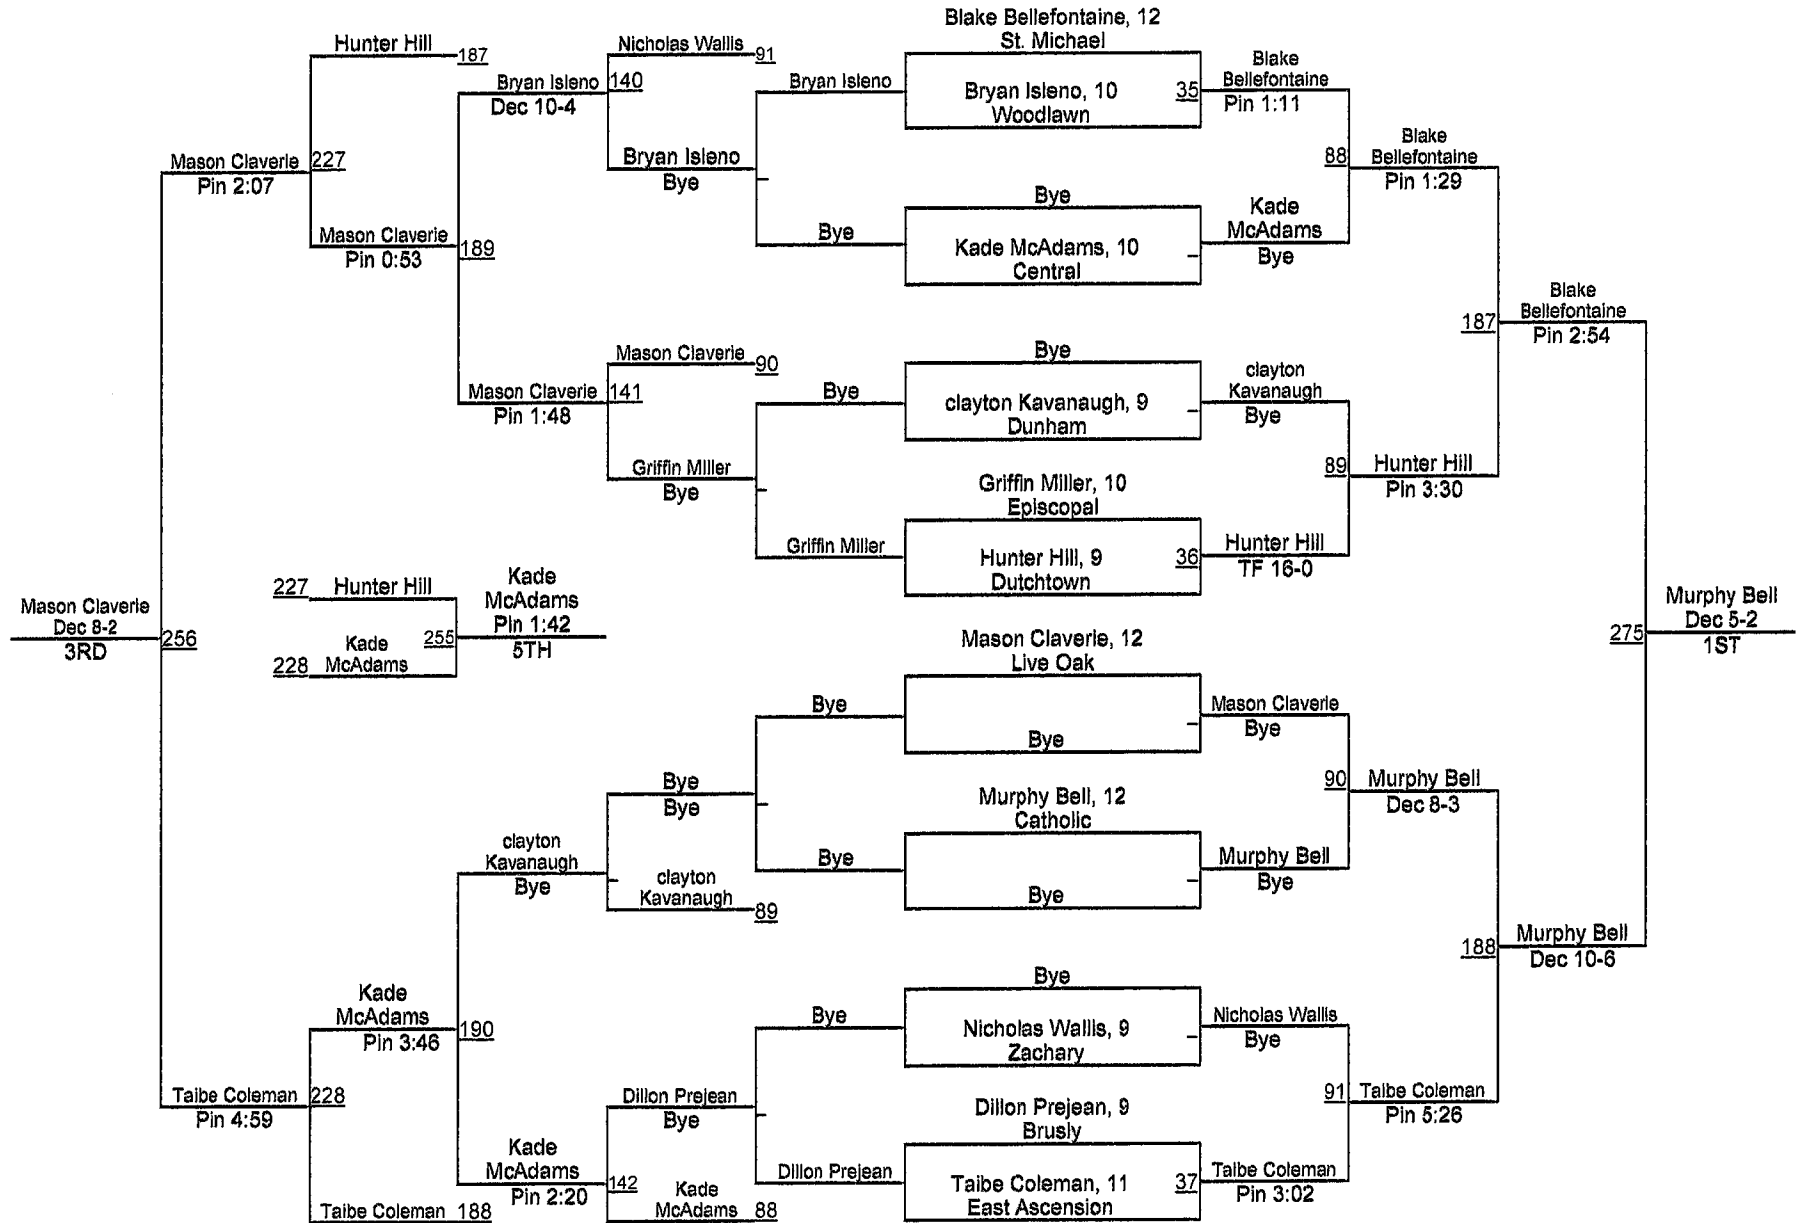 Blake Bellefontaine, 12
St. Michael
Hunter Hill
187
Nicholas Wallis
91
Bryan Isleno
140
Dec 10-4
Bryan Isleno
Bryan Isleno, 10
Woodlawn
35
Blake
Bellefontaine
Pin 1:11
Mason Claverie
227
Pin 2:07
Bryan Isleno
Bye
88
Blake
Bellefontaine
Pin 1:29
Mason Claverie
189
Pin 0:53
Bye
Bye
Kade McAdams, 10
Central
Kade
McAdams
Bye
187
Blake
Bellefontaine
Pin 2:54
Mason Claverie
90
Mason Claverie
141
Pin 1:48
Bye
Bye
clayton Kavanaugh, 9
Dunham
clayton
Kavanaugh
Bye
Griffin Miller
Bye
Griffin Miller, 10
Episcopal
89
Hunter Hill
Pin 3:30
Griffin Miller
Hunter Hill, 9
Dutchtown
36
Hunter Hill
TF 16-0
Mason Claverie
Dec 8-2
3RD
256
227
Hunter Hill
228
Kade
McAdams
255
Kade
McAdams
Pin 1:42
5TH
Mason Claverie, 12
Live Oak
275
Murphy Bell
Dec 5-2
1ST
Bye
Bye
Mason Claverie
Bye
Bye
Bye
Murphy Bell, 12
Catholic
90
Murphy Bell
Dec 8-3
clayton
Kavanaugh
Bye
clayton
Kavanaugh
89
Bye
Bye
Murphy Bell
Bye
188
Murphy Bell
Dec 10-6
Kade
McAdams
Pin 3:46
190
Bye
Bye
Nicholas Wallis, 9
Zachary
Nicholas Wallis
Bye
Taibe Coleman
228
Pin 4:59
Dillon Prejean
Bye
Dillon Prejean, 9
Brusly
91
Taibe Coleman
Pin 5:26
Kade
McAdams
Pin 2:20
142
Dillon Prejean
Taibe Coleman, 11
East Ascension
37
Taibe Coleman
Pin 3:02
Taibe Coleman
188
Kade
McAdams
88